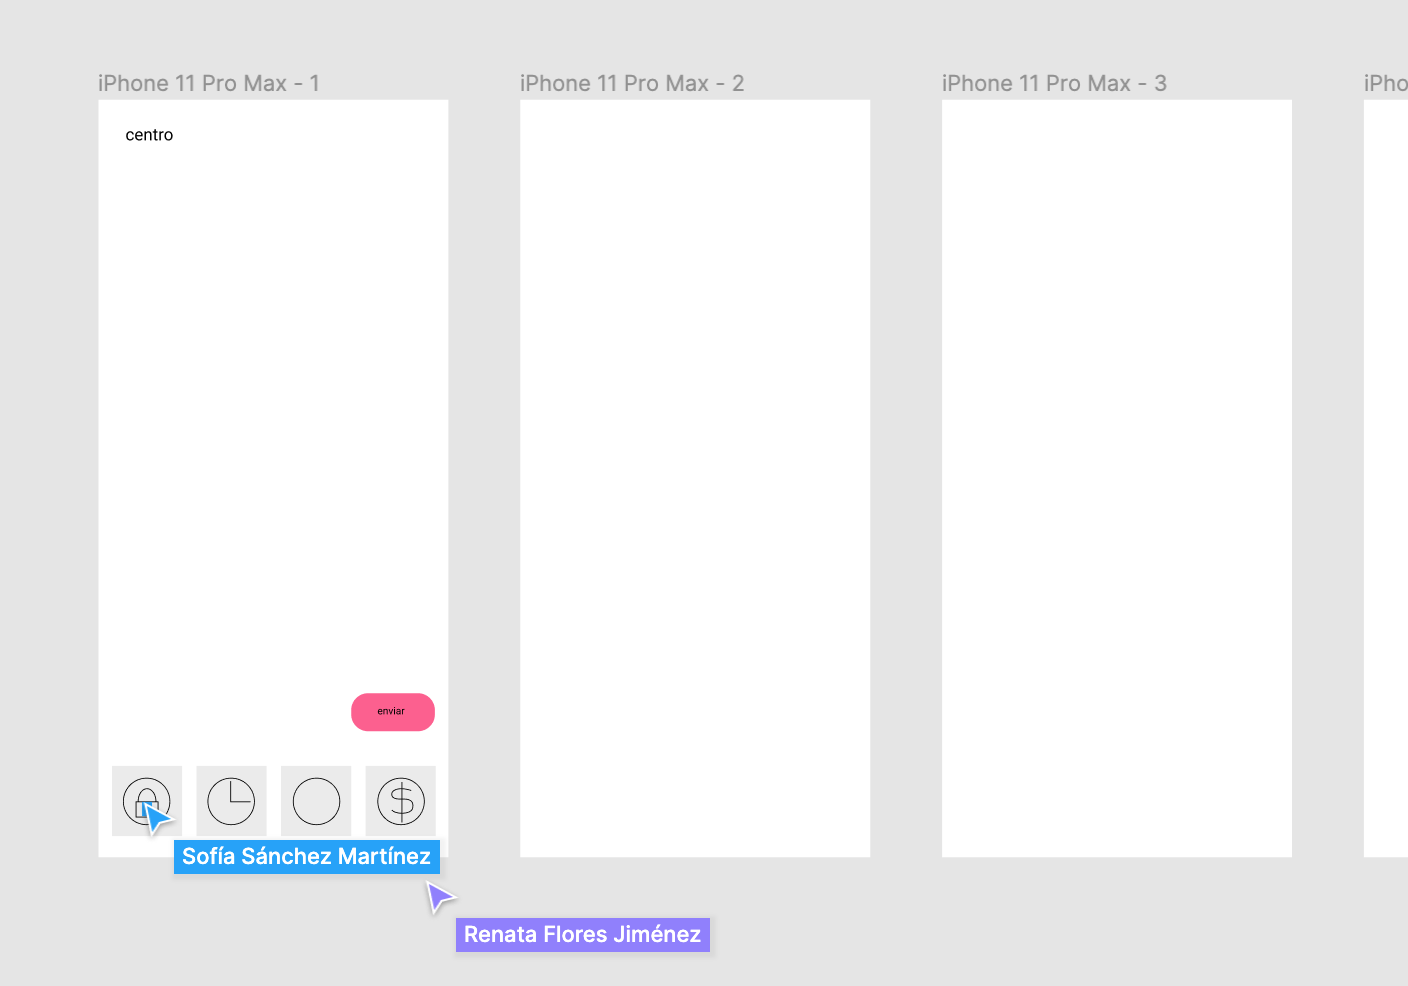 iPhone 11 Pro Max - 1
iPhone 11 Pro Max - 2
iPhone 11 Pro Max - 3
iPho
centro
enviar
$
Sofía Sánchez Martínez
Renata Flores Jiménez